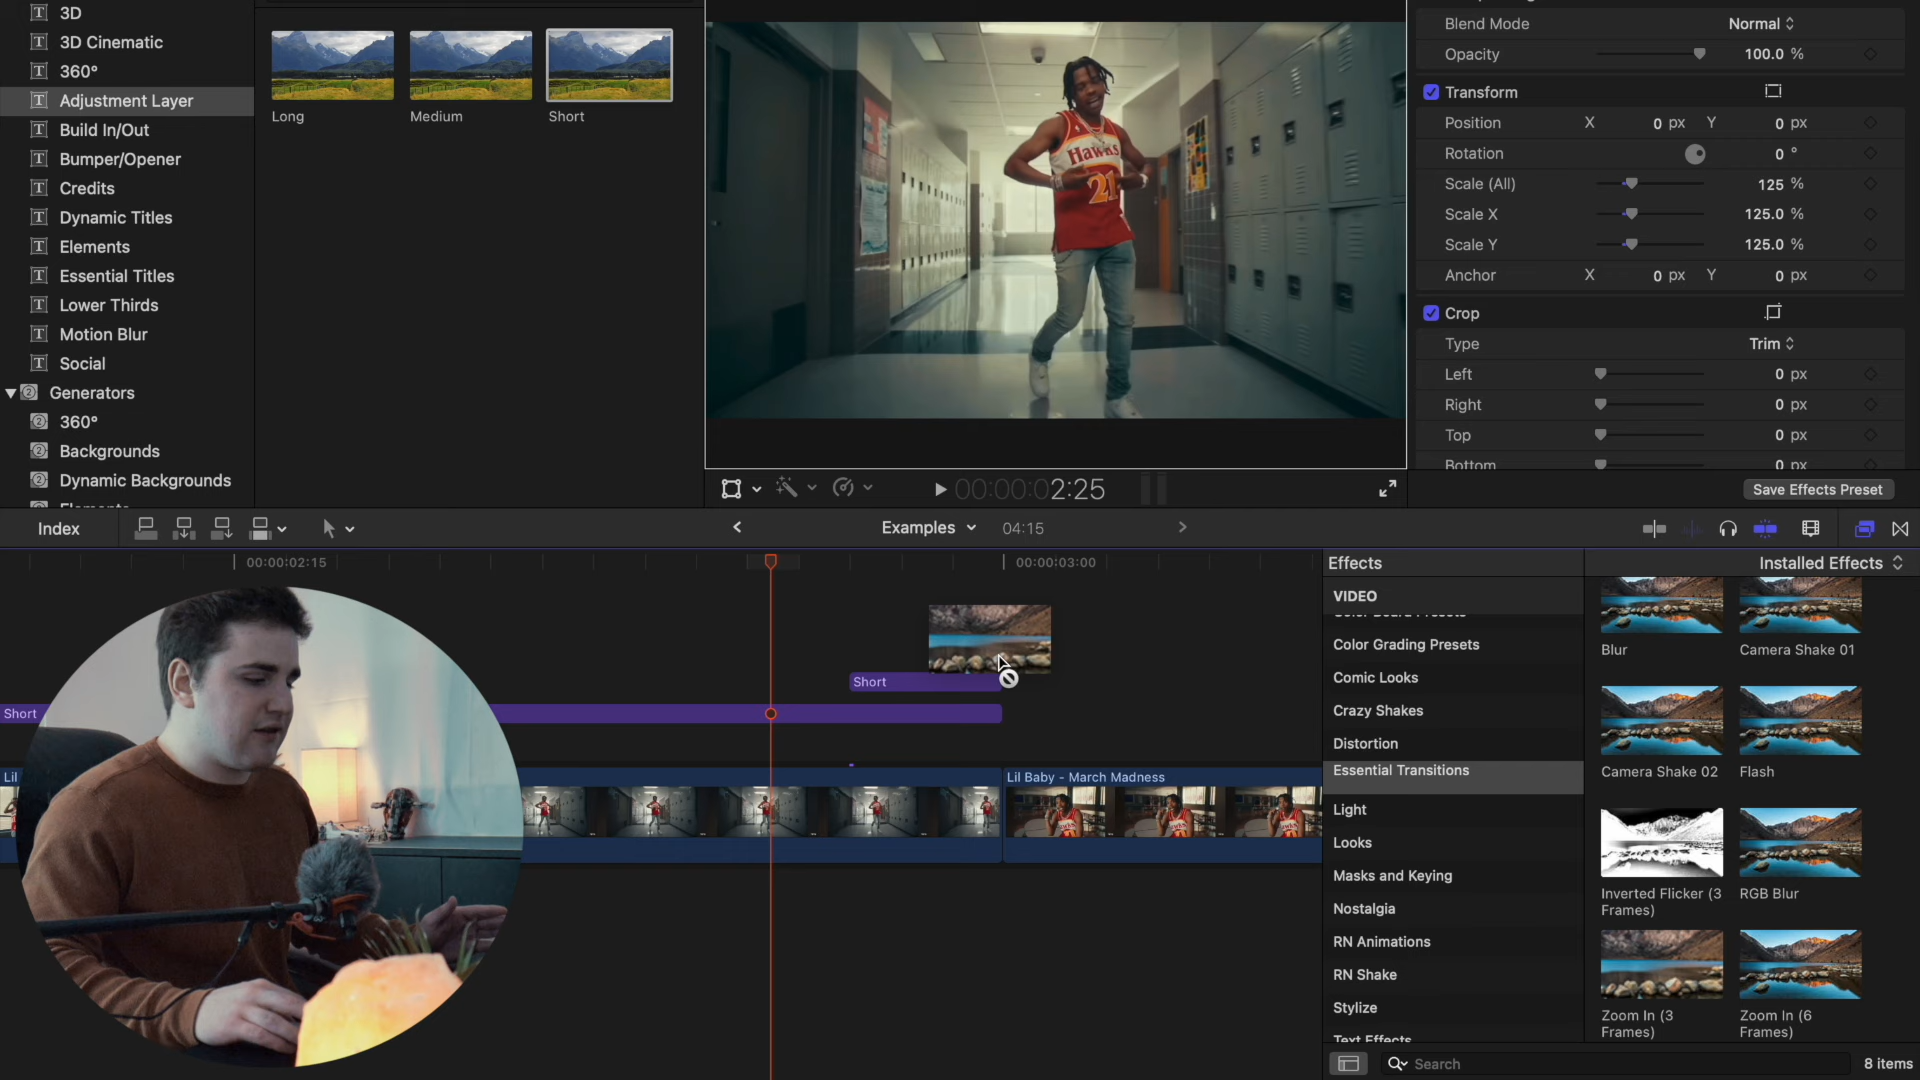 3D
3D Cinematic
360°
Adjustment Layer
Build In/Out
Bumper/Opener
Credits
Dynamic Titles
Elements
Essential Titles
Lower Thirds
Motion Blur
Social
Generators
360°
Backgrounds
Dynamic Backgrounds
Elements
Long
Medium
Short
HAWKS
21
Blend Mode Normal
Opacity 100.0 %
Transform
Position X 0 px Y 0 px
Rotation 0 °
Scale (All) 125 %
Scale X 125.0 %
Scale Y 125.0 %
Anchor X 0 px Y 0 px
Crop
Type Trim
Left 0 px
Right 0 px
Top 0 px
Bottom 0 px
00:00:02:25
Save Effects Preset
Index
Examples 04:15
00:00:02:15
00:00:03:00
Short
Short
Lil
Lil Baby - March Madness
Effects
Installed Effects
VIDEO
Color Board Presets
Color Grading Presets
Comic Looks
Crazy Shakes
Distortion
Essential Transitions
Light
Looks
Masks and Keying
Nostalgia
RN Animations
RN Shake
Stylize
Text Effects
Blur
Camera Shake 01
Camera Shake 02
Flash
Inverted Flicker (3
Frames)
RGB Blur
Zoom In (3
Frames)
Zoom In (6
Frames)
Search
8 items